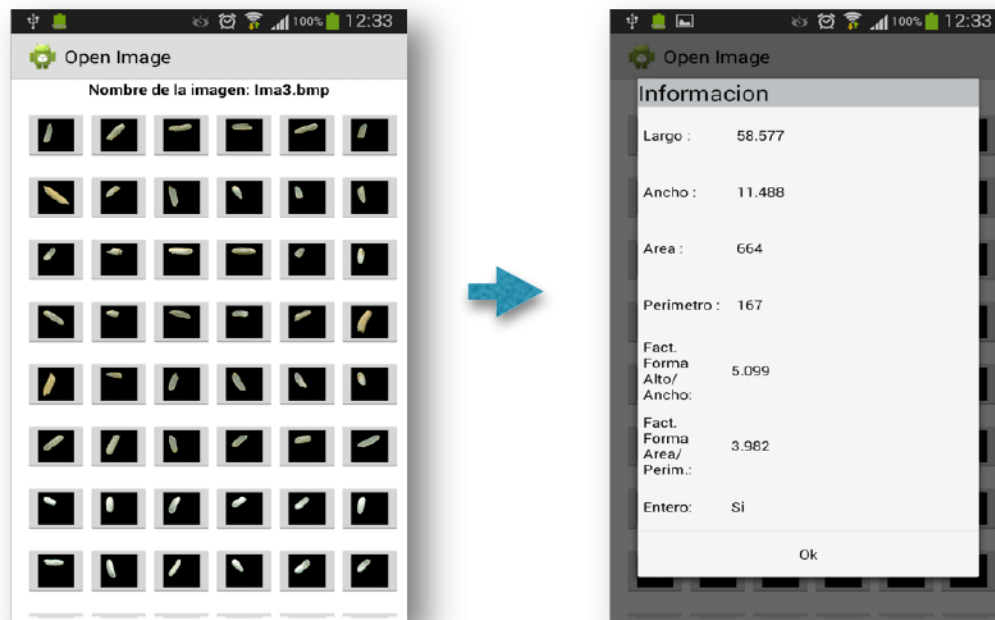 100% 12:33
Open Image
Nombre de la imagen: Ima3.bmp
100% 12:33
Open Image
Informacion
Largo : 58.577
Ancho : 11.488
Area : 664
Perimetro : 167
Fact.
Forma
Alto/
Ancho:
5.099
Fact.
Forma
Area/
Perim.:
3.982
Entero: Si
Ok